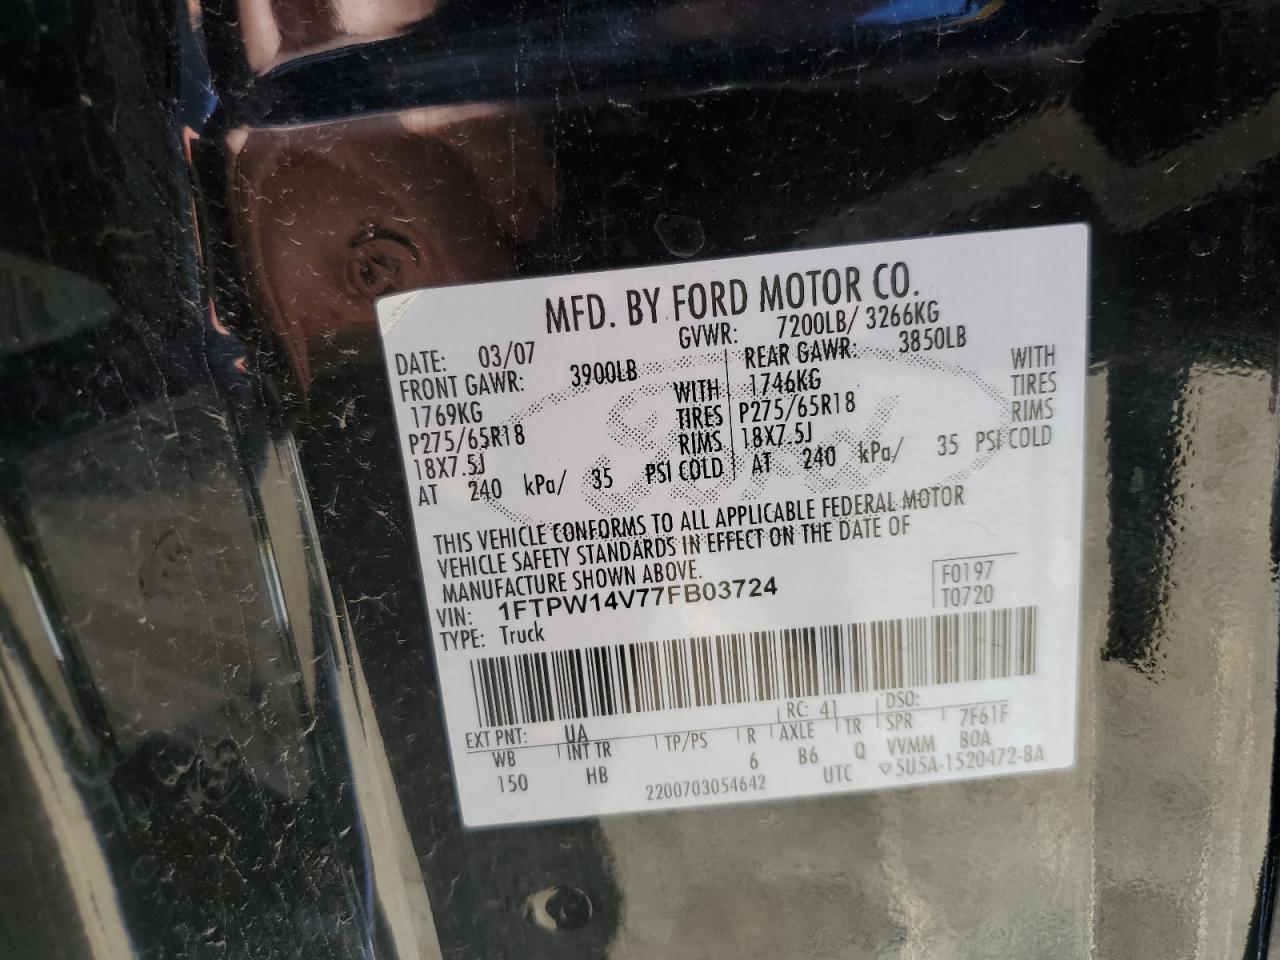 MFD. BY FORD MOTOR CO.
DATE: 03/07 GVWR: 7200LB/ 3266KG
FRONT GAWR: 3900LB REAR GAWR: 3850LB
1769KG WITH 1746KG WITH
P275/65R18 TIRES P275/65R18 TIRES
18X7.5J RIMS 18X7.5J RIMS
AT 240 kPa/ 35 PSI COLD AT 240 kPa/ 35 PSI COLD
THIS VEHICLE CONFORMS TO ALL APPLICABLE FEDERAL MOTOR
VEHICLE SAFETY STANDARDS IN EFFECT ON THE DATE OF
MANUFACTURE SHOWN ABOVE.
VIN: 1FTPW14V77FB03724
F0197
T0720
TYPE: Truck
EXT PNT: UA RC: 41 DSO:
WB INT TR TP/PS R AXLE TR SPR 7F61F
150 HB 6 B6 Q VVMM BOA
2200703054642 UTC ▽5U5A-1520472-BA